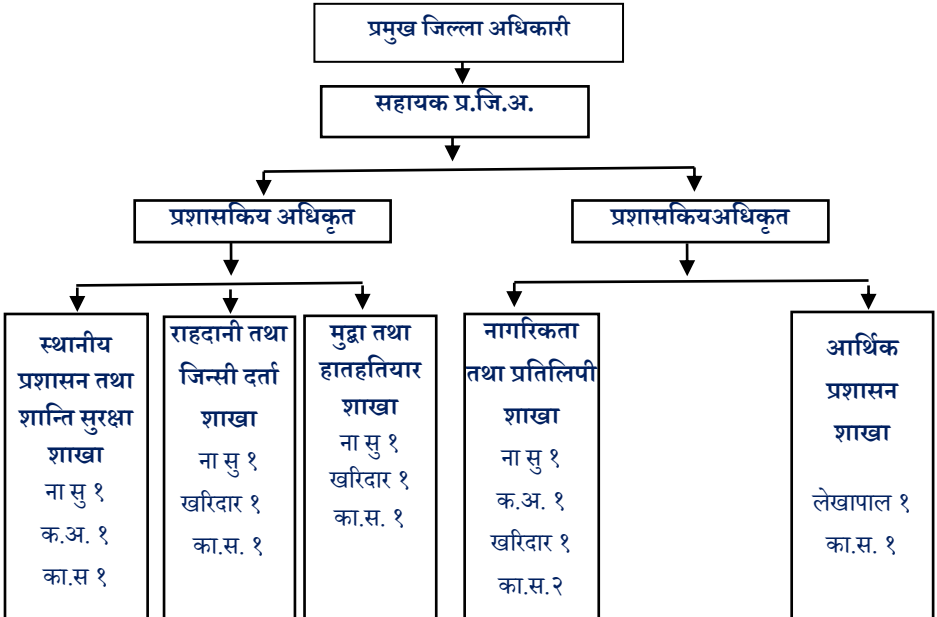 प्रमुख जिल्ला अधिकारी
सहायक प्र.जि.अ.
प्रशासकिय अधिकृत
प्रशासकियअधिकृत
स्थानीय
प्रशासन तथा
शान्ति सुरक्षा
शाखा
ना सु १
क.अ. १
का.स १
राहदानी तथा
जिन्सी दर्ता
शाखा
ना सु १
खरिदार १
का.स. १
मुद्दा तथा
हातहतियार
शाखा
ना सु १
खरिदार १
का.स. १
नागरिकता
तथा प्रतिलिपी
शाखा
ना सु १
क.अ. १
खरिदार १
का.स.२
आर्थिक
प्रशासन
शाखा
लेखापाल १
का.स. १